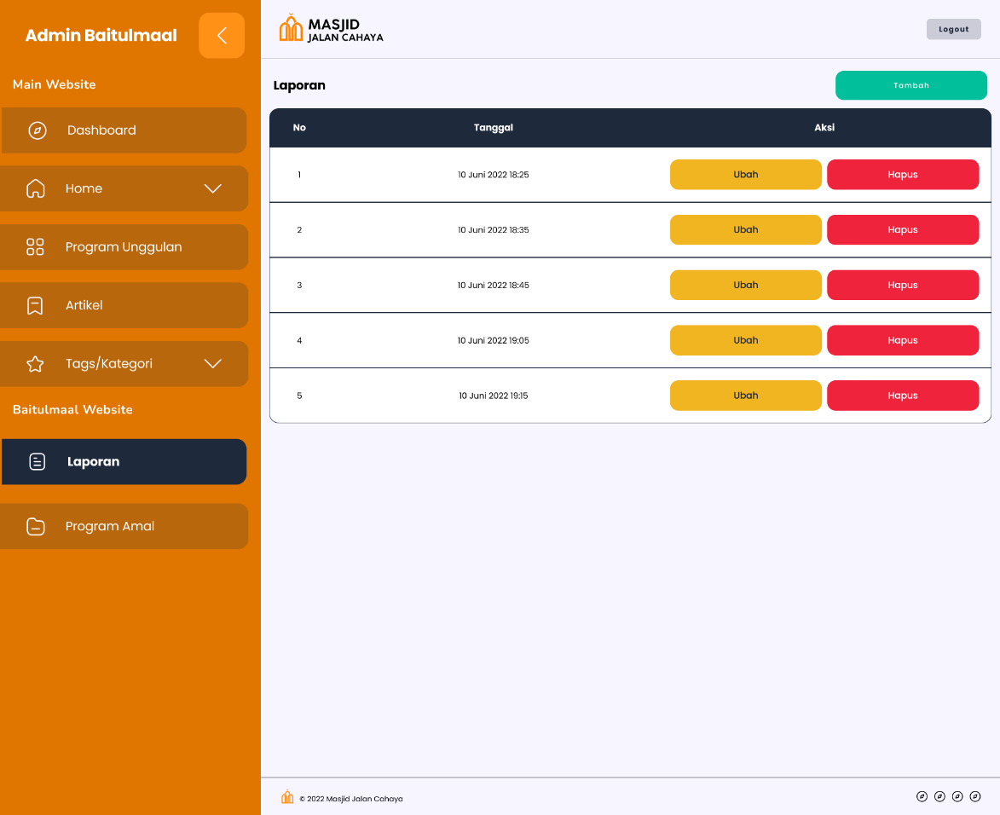 Admin Baitulmaal
Main Website
Dashboard
Home
Program Unggulan
Artikel
Tags/Kategori
Baitulmaal Website
Laporan
Program Amal
MASJID
JALAN CAHAYA
Logout
Laporan
Tambah
No Tanggal Aksi
1 10 Juni 2022 18:25 Ubah Hapus
2 10 Juni 2022 18:35 Ubah Hapus
3 10 Juni 2022 18:45 Ubah Hapus
4 10 Juni 2022 19:05 Ubah Hapus
5 10 Juni 2022 19:15 Ubah Hapus
© 2022 Masjid Jalan Cahaya